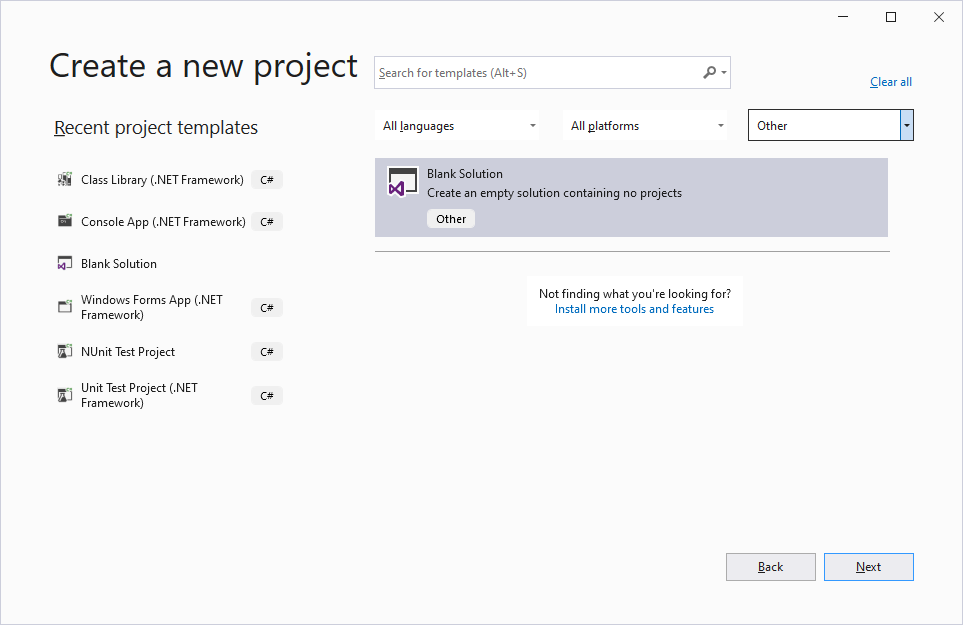 Create a new project
Search for templates (Alt+S)
Clear all
Recent project templates
All languages
All platforms
Other
Class Library (.NET Framework)
C#
Console App (.NET Framework)
C#
Blank Solution
Windows Forms App (.NET
Framework)
C#
NUnit Test Project
C#
Unit Test Project (.NET
Framework)
C#
Blank Solution
Create an empty solution containing no projects
Other
Not finding what you're looking for?
Install more tools and features
Back
Next